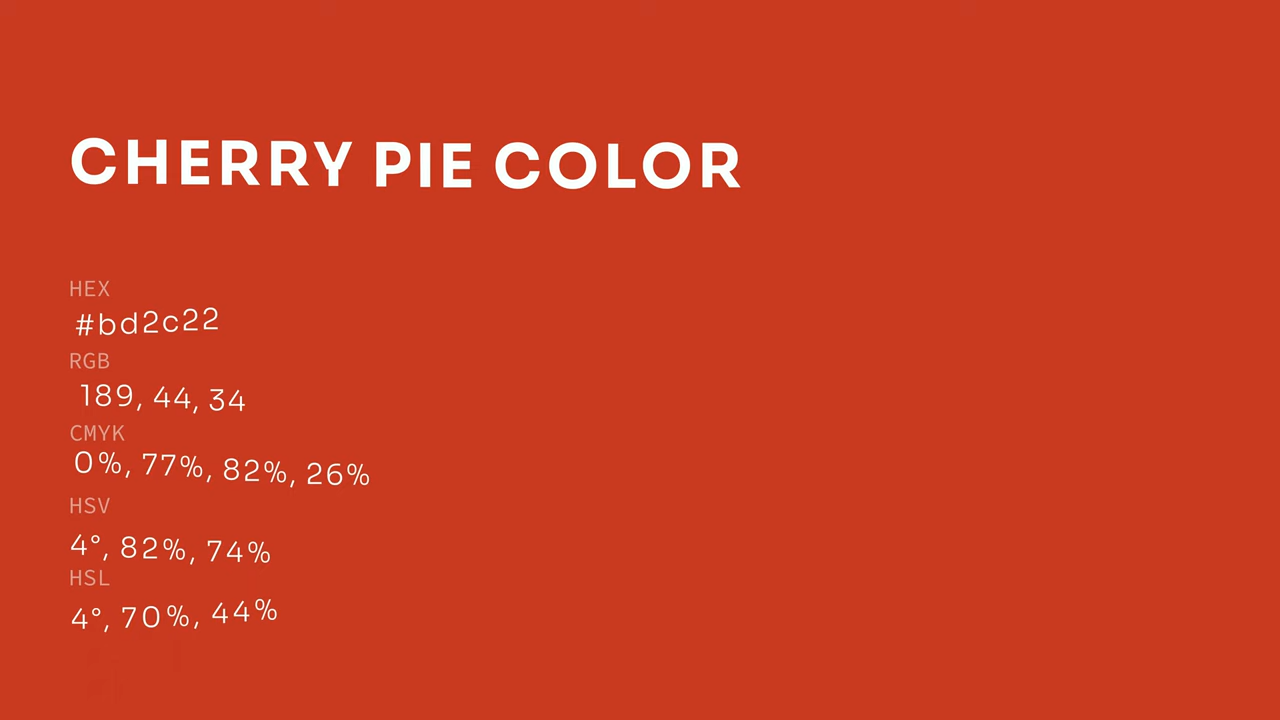 CHERRY PIE COLOR
HEX
#bd2c22
RGB
189, 44, 34
CMYK
0%, 77%, 82%, 26%
HSV
4°, 82%, 74%
HSL
4°, 70%, 44%